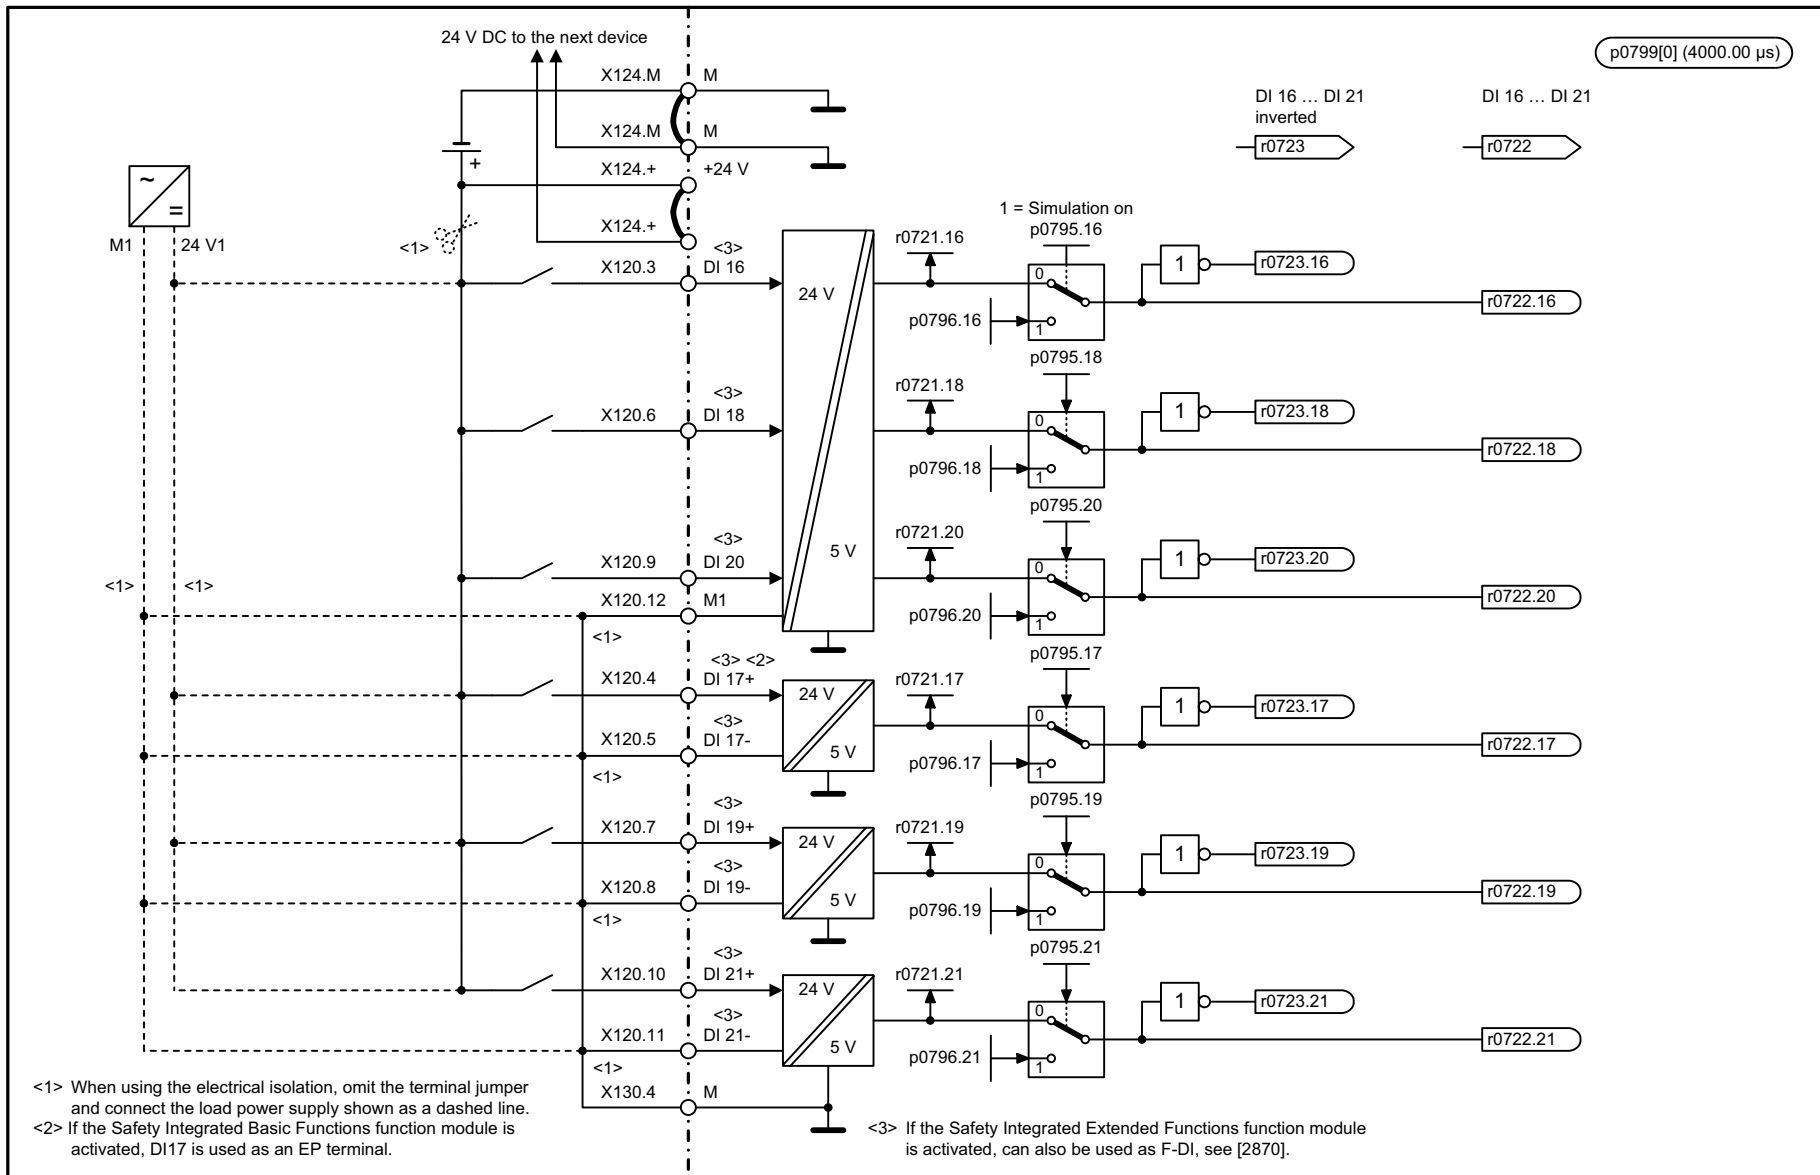 24 V DC to the next device
p0799[0] (4000.00 µs)
X124.M M
DI 16 … DI 21
inverted
DI 16 … DI 21
X124.M M
r0723
r0722
+
X124.+ +24 V
~
=
1 = Simulation on
X124.+
p0795.16
M1
24 V1
<1>
<3>
r0721.16
X120.3 DI 16
0
1
r0723.16
24 V
r0722.16
p0796.16
1
p0795.18
<3>
r0721.18
X120.6 DI 18
0
1
r0723.18
r0722.18
p0796.18
1
p0795.20
<3>
r0721.20
X120.9 DI 20
5 V
0
1
r0723.20
<1>
<1>
X120.12 M1
r0722.20
p0796.20
1
<1>
p0795.17
<3> <2>
X120.4 DI 17+
24 V
r0721.17
0
1
r0723.17
<3>
X120.5 DI 17-
5 V
r0722.17
p0796.17
1
<1>
p0795.19
<3>
X120.7 DI 19+
24 V
r0721.19
0
1
r0723.19
<3>
X120.8 DI 19-
5 V
r0722.19
p0796.19
1
<1>
p0795.21
<3>
X120.10 DI 21+
24 V
r0721.21
0
1
r0723.21
<3>
X120.11 DI 21-
5 V
r0722.21
p0796.21
1
<1>
X130.4 M
<1> When using the electrical isolation, omit the terminal jumper
and connect the load power supply shown as a dashed line.
<2> If the Safety Integrated Basic Functions function module is
activated, DI17 is used as an EP terminal.
<3> If the Safety Integrated Extended Functions function module
is activated, can also be used as F-DI, see [2870].